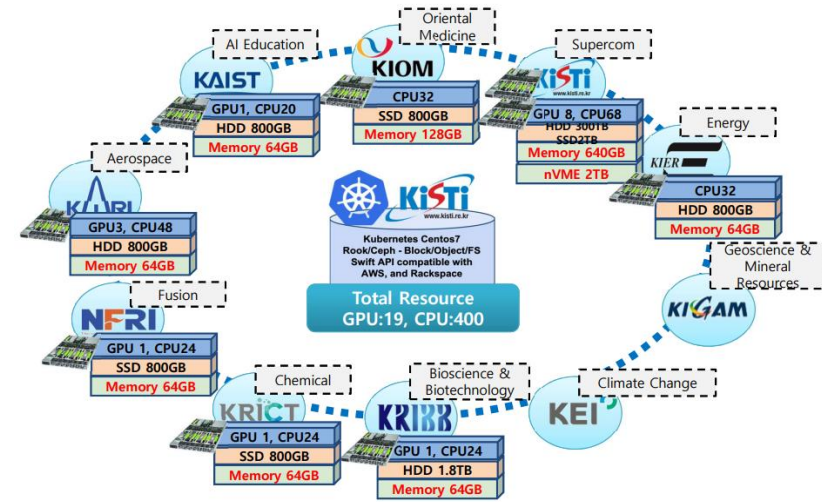 Oriental
Medicine
AI Education
Supercom
KAIST
KIOM
KiSTi
www.kisti.re.kr
GPU1, CPU20
HDD 800GB
Memory 64GB
CPU32
SSD 800GB
Memory 128GB
GPU 8, CPU68
HDD 300TB
SSD2TB
Memory 640GB
nVME 2TB
Energy
KIER
CPU32
HDD 800GB
Memory 64GB
Aerospace
KARI
GPU3, CPU48
HDD 800GB
Memory 64GB
KiSTi
www.kisti.re.kr
Kubernetes Centos7
Rook/Ceph - Block/Object/FS
Swift API compatible with
AWS, and Rackspace
Total Resource
GPU:19, CPU:400
Geoscience &
Mineral
Resources
KIGAM
Fusion
NFRI
GPU 1, CPU24
SSD 800GB
Memory 64GB
Chemical
KRICT
GPU 1, CPU24
SSD 800GB
Memory 64GB
Bioscience &
Biotechnology
KRIBB
GPU 1, CPU24
HDD 1.8TB
Memory 64GB
Climate Change
KEI